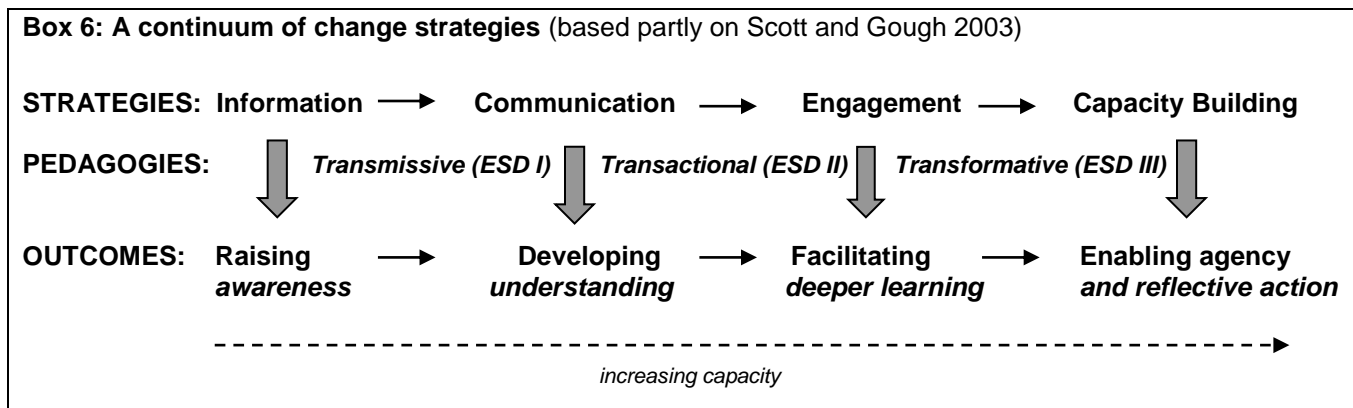 Box 6: A continuum of change strategies (based partly on Scott and Gough 2003)
STRATEGIES: Information Communication Engagement Capacity Building
PEDAGOGIES: Transmissive (ESD I) Transactional (ESD II) Transformative (ESD III)
OUTCOMES: Raising Developing Facilitating Enabling agency
awareness understanding deeper learning and reflective action
increasing capacity